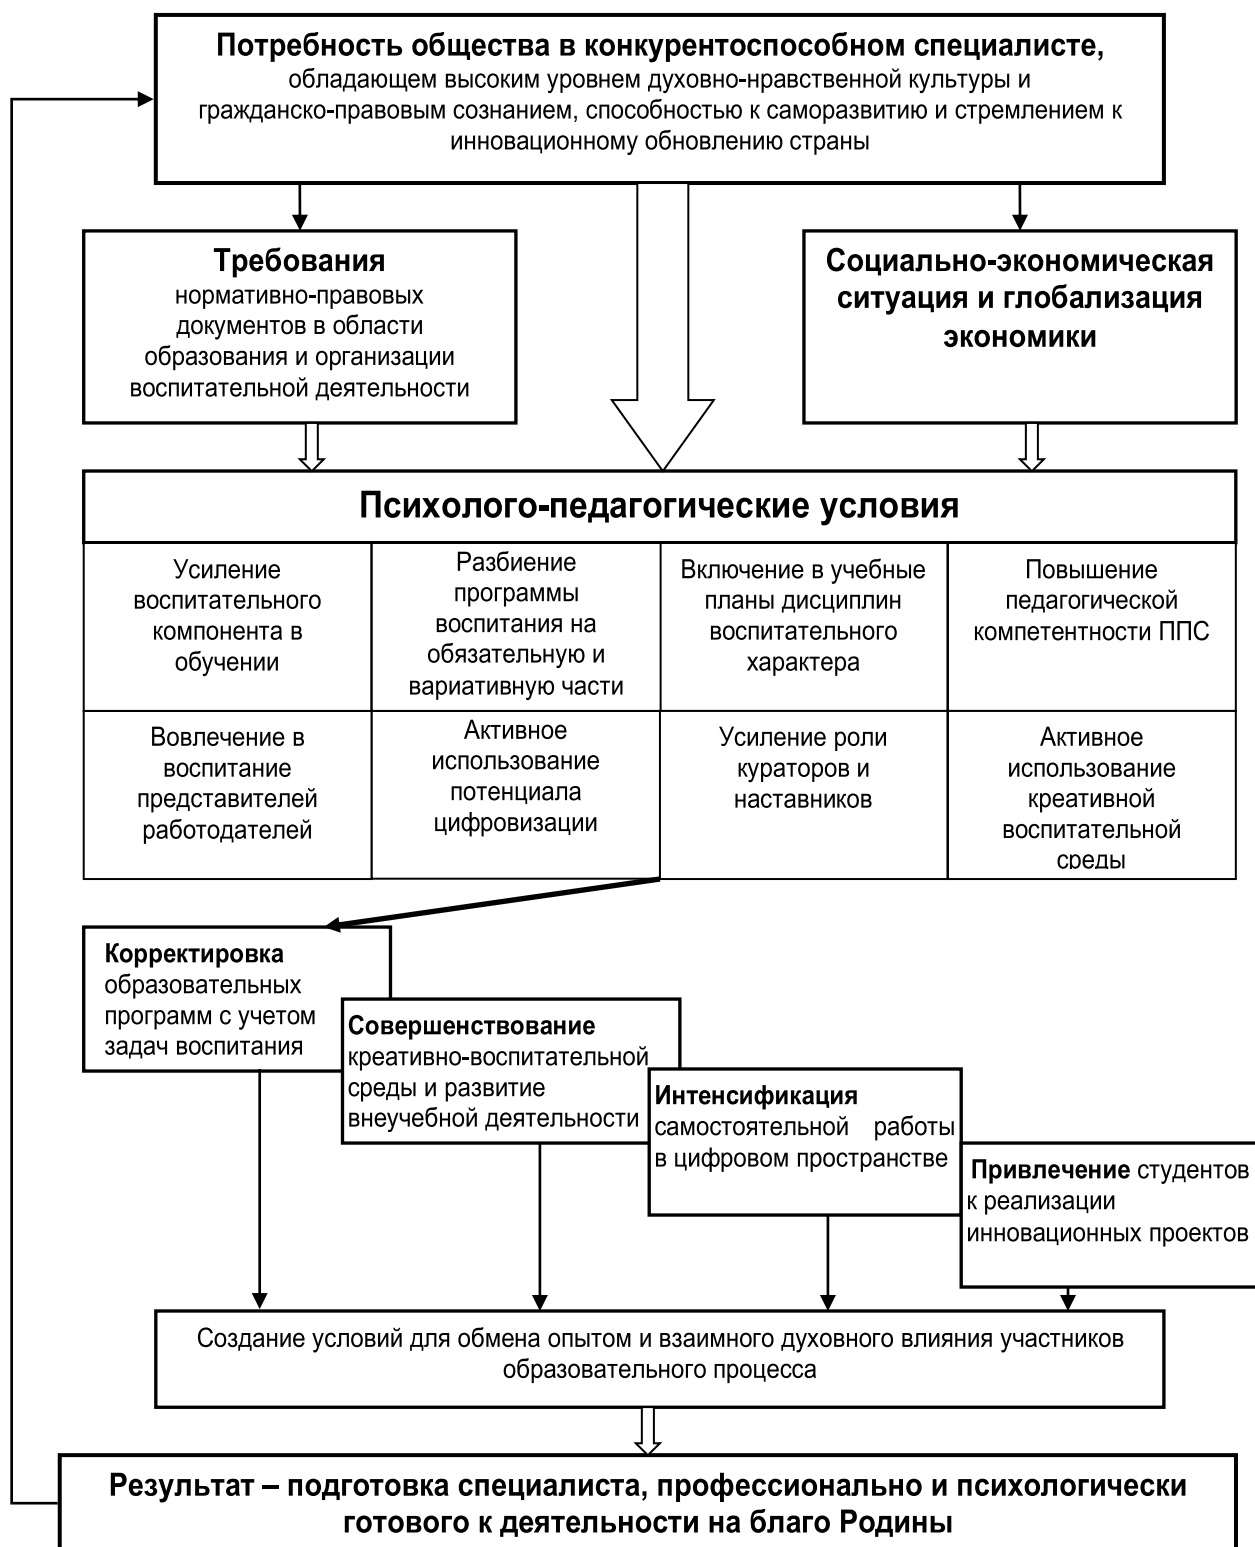 Потребность общества в конкурентоспособном специалисте,
обладающем высоким уровнем духовно-нравственной культуры и
гражданско-правовым сознанием, способностью к саморазвитию и стремлением к
инновационному обновлению страны
Требования
нормативно-правовых
документов в области
образования и организации
воспитательной деятельности
Социально-экономическая
ситуация и глобализация
экономики
Психолого-педагогические условия
Усиление
воспитательного
компонента в
обучении
Разбиение
программы
воспитания на
обязательную и
вариативную части
Включение в учебные
планы дисциплин
воспитательного
характера
Повышение
педагогической
компетентности ППС
Вовлечение в
воспитание
представителей
работодателей
Активное
использование
потенциала
цифровизации
Усиление роли
кураторов и
наставников
Активное
использование
креативной
воспитательной
среды
Корректировка
образовательных
программ с учетом
задач воспитания
Совершенствование
креативно-воспитательной
среды и развитие
внеучебной деятельности
Интенсификация
самостоятельной работы
в цифровом пространстве
Привлечение студентов
к реализации
инновационных проектов
Создание условий для обмена опытом и взаимного духовного влияния участников
образовательного процесса
Результат – подготовка специалиста, профессионально и психологически
готового к деятельности на благо Родины